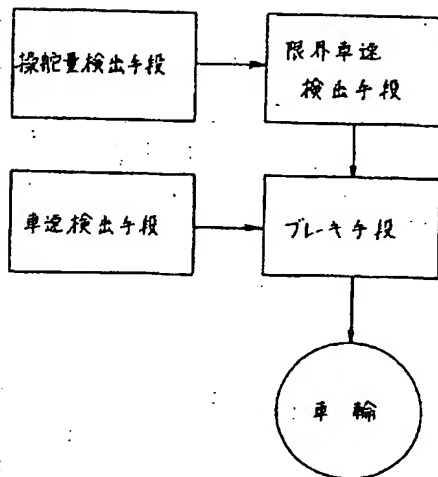 操舵量検出手段
限界車速
検出手段
車速検出手段
ブレーキ手段
車輪